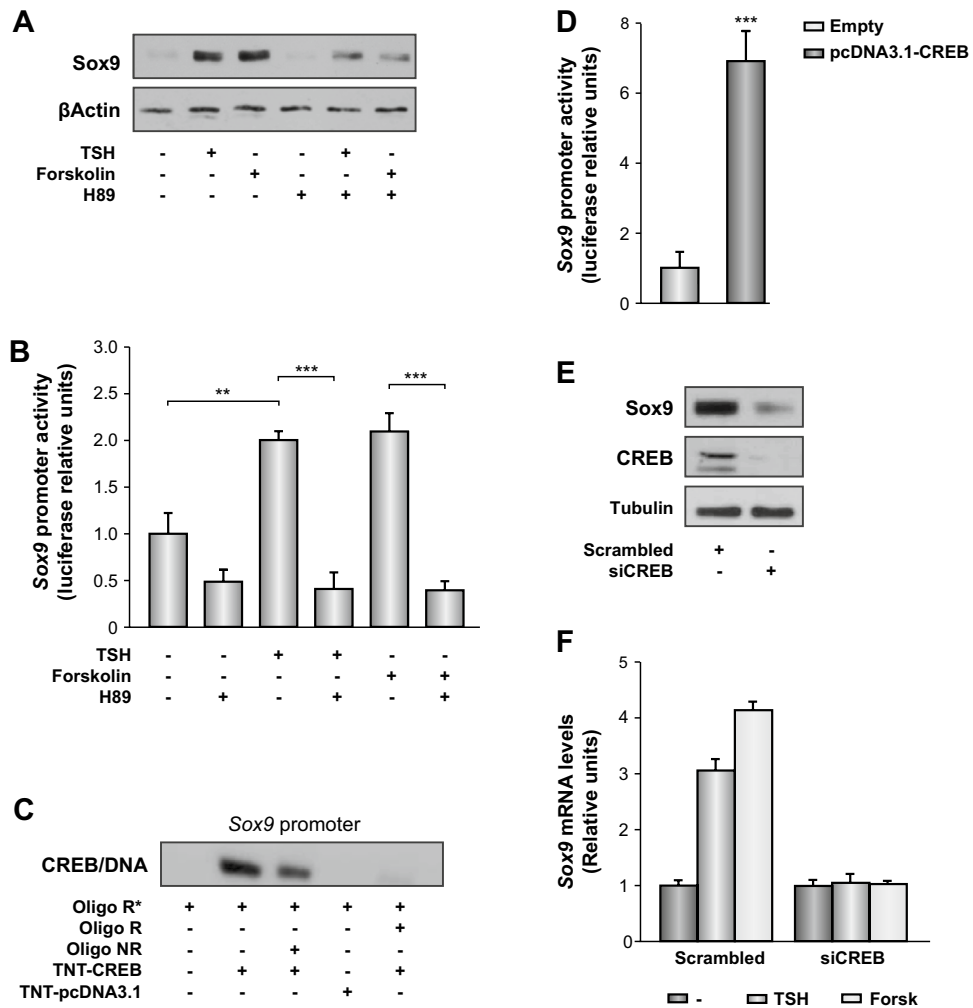 A
Sox9
βActin
TSH - + - - + -
Forskolin - - + - - +
H89 - - - + + +
B
Sox9 promoter activity
(luciferase relative units)
3.0
2.5
2.0
1.0
0.5
0
**
***
***
TSH - - + + - -
Forskolin - - - - + +
H89 - + - + - +
C
Sox9 promoter
CREB/DNA
Oligo R* + + + + +
Oligo R - - - - +
Oligo NR - - + - -
TNT-CREB - + + - +
TNT-pcDNA3.1 - - - + -
D
Sox9 promoter activity
(luciferase relative units)
8
6
4
2
0
***
Empty
pcDNA3.1-CREB
E
Sox9
CREB
Tubulin
Scrambled + -
siCREB - +
F
Sox9 mRNA levels
(Relative units)
5
4
3
2
1
0
Scrambled siCREB
- TSH Forsk